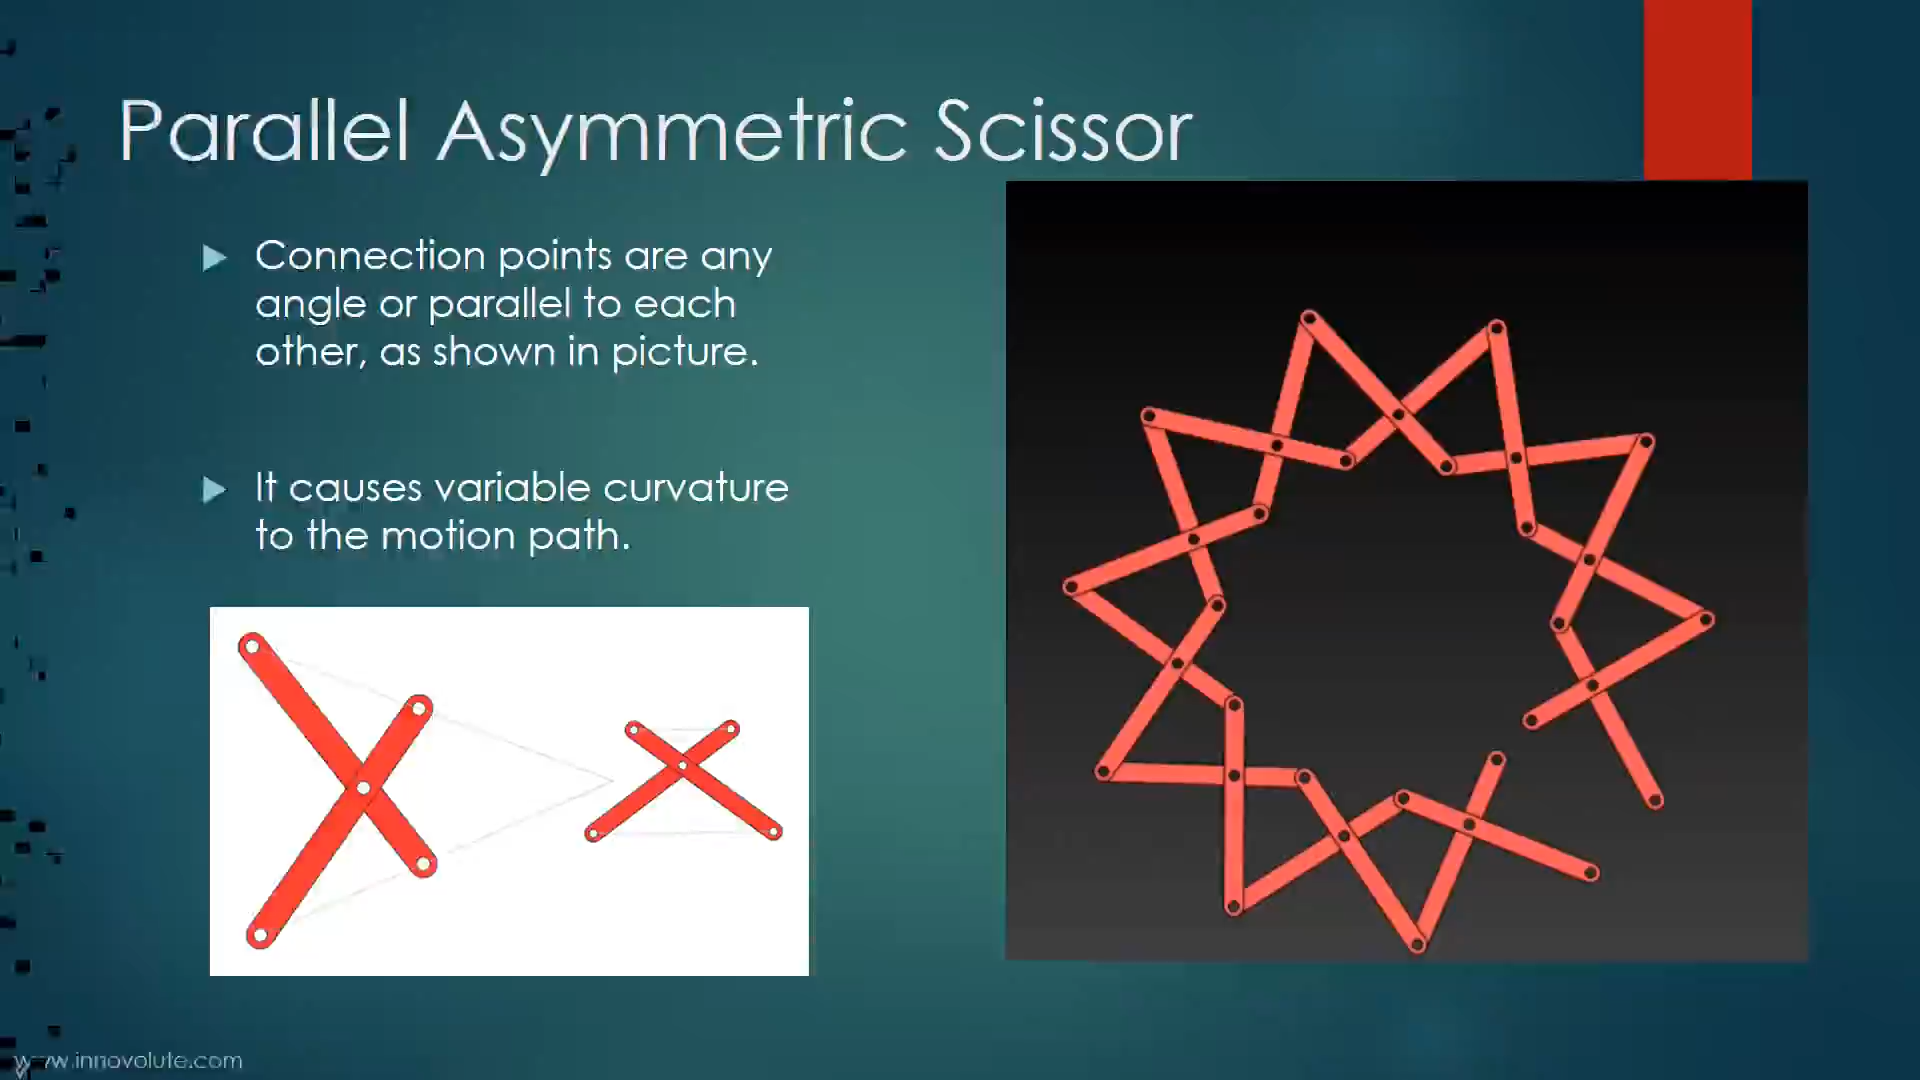 Parallel Asymmetric Scissor
Connection points are any
angle or parallel to each
other, as shown in picture.
It causes variable curvature
to the motion path.
www.innovolute.com